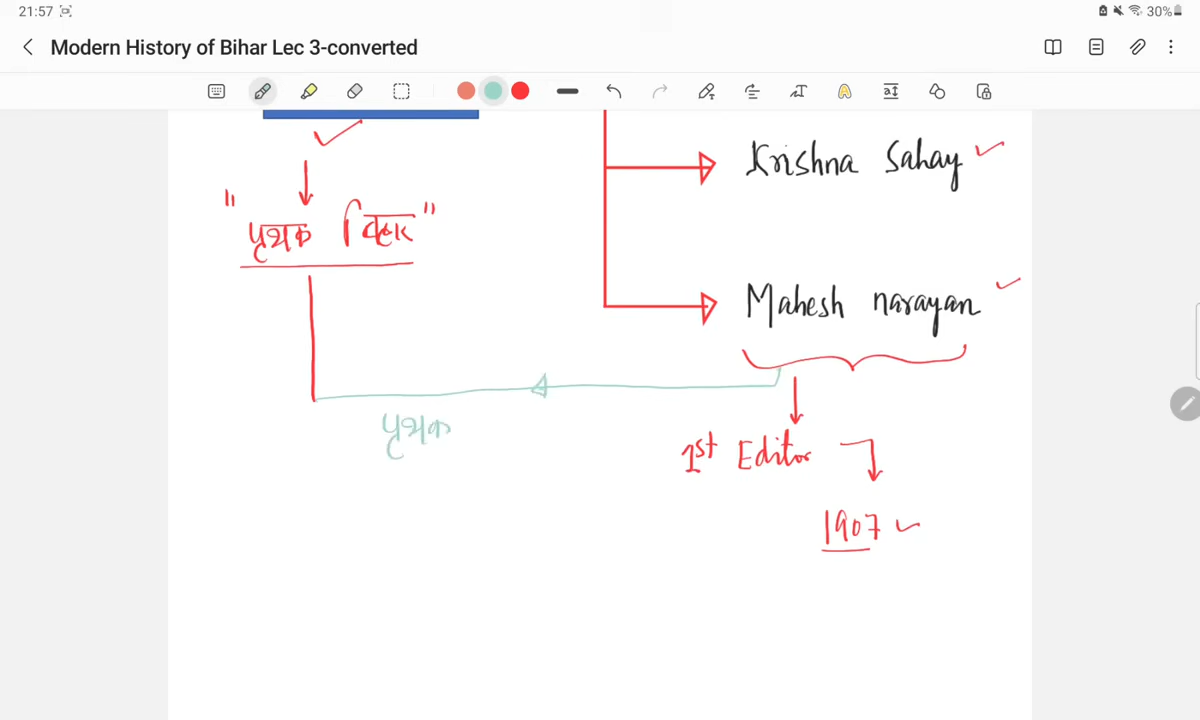 21:57
30%
Modern History of Bihar Lec 3-converted
Krishna Sahay
"पृथक बिहार"
Mahesh narayan
पृथक
1st Editor
1907